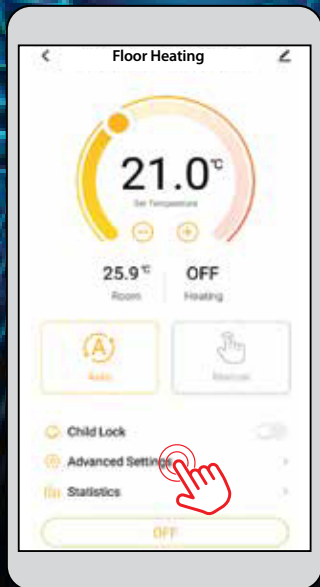 Floor Heating
21.0°C
Set Temperature
25.9°C OFF
Room Heating
A
Auto Manual
Child Lock
Advanced Settings
Statistics
OFF